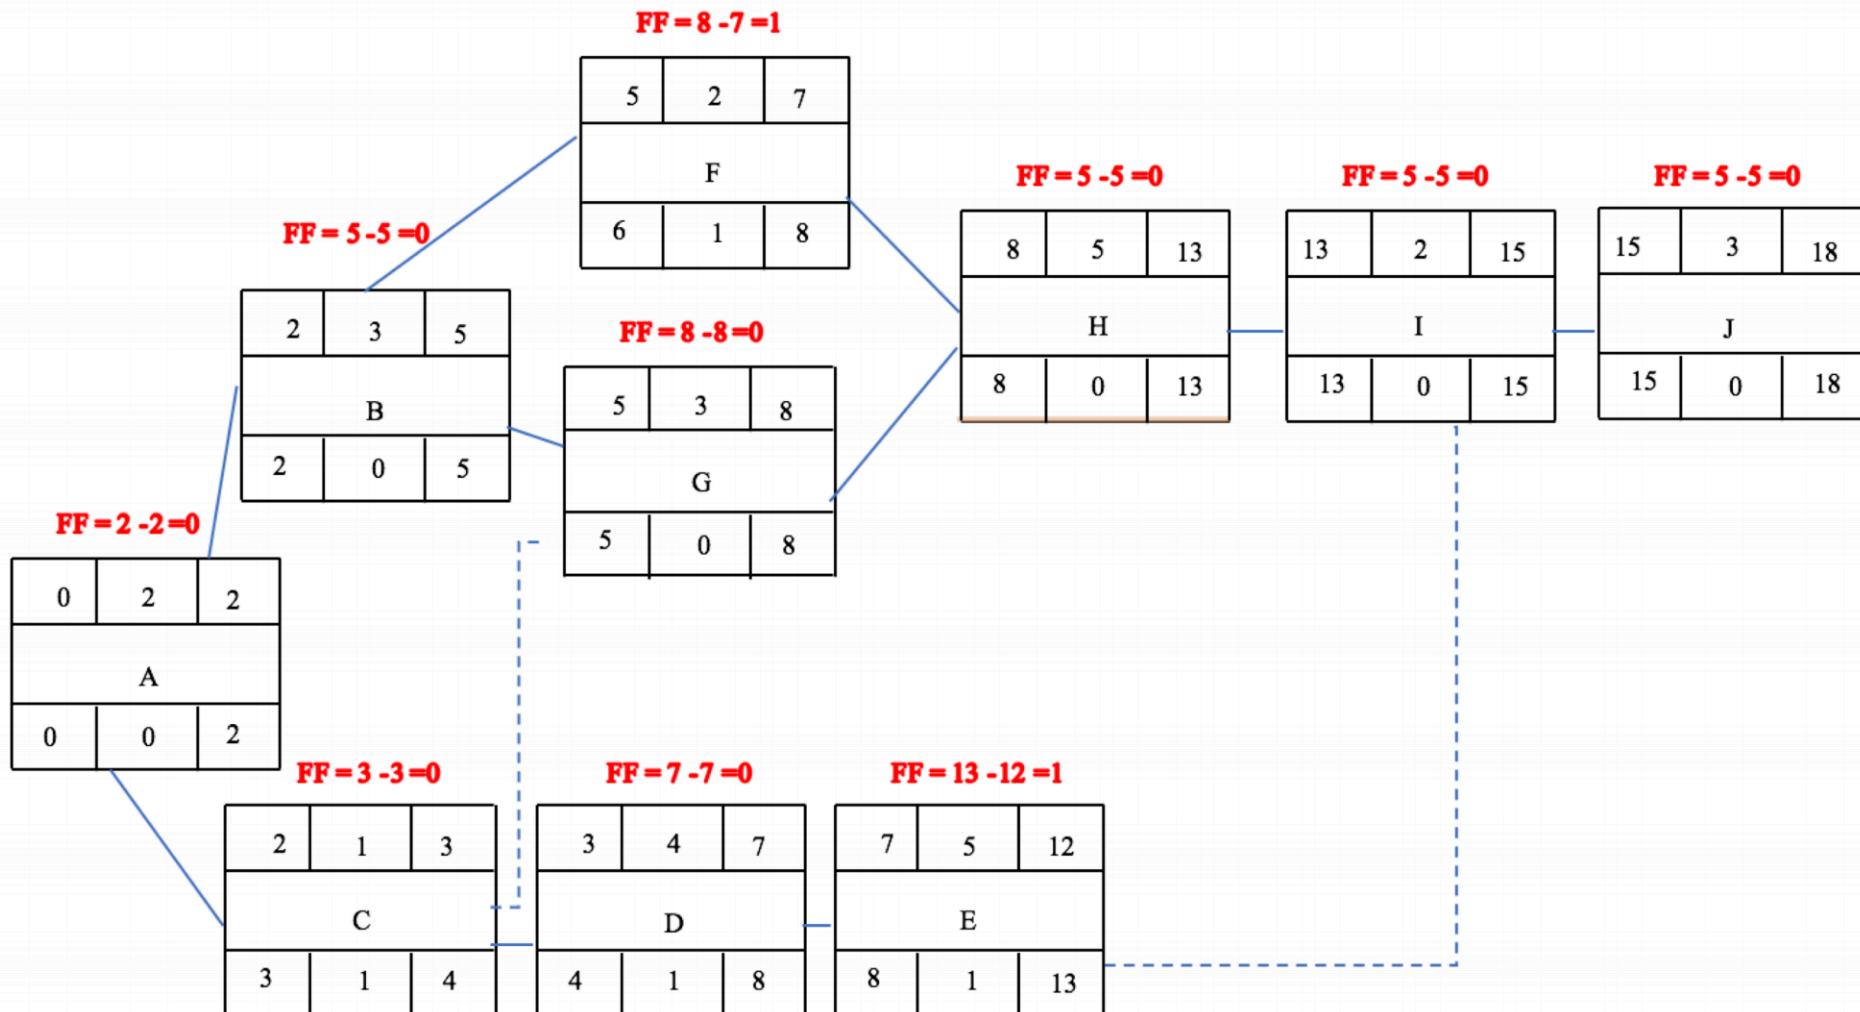 FF = 8 -7 =1
5 2 7
F
6 1 8
FF = 5 -5 =0
2 3 5
B
2 0 5
FF = 8 -8 =0
5 3 8
G
5 0 8
FF = 5 -5 =0
8 5 13
H
8 0 13
FF = 5 -5 =0
13 2 15
I
13 0 15
FF = 5 -5 =0
15 3 18
J
15 0 18
FF = 2 -2 =0
0 2 2
A
0 0 2
FF = 3 -3 =0
2 1 3
C
3 1 4
FF = 7 -7 =0
3 4 7
D
4 1 8
FF = 13 -12 =1
7 5 12
E
8 1 13